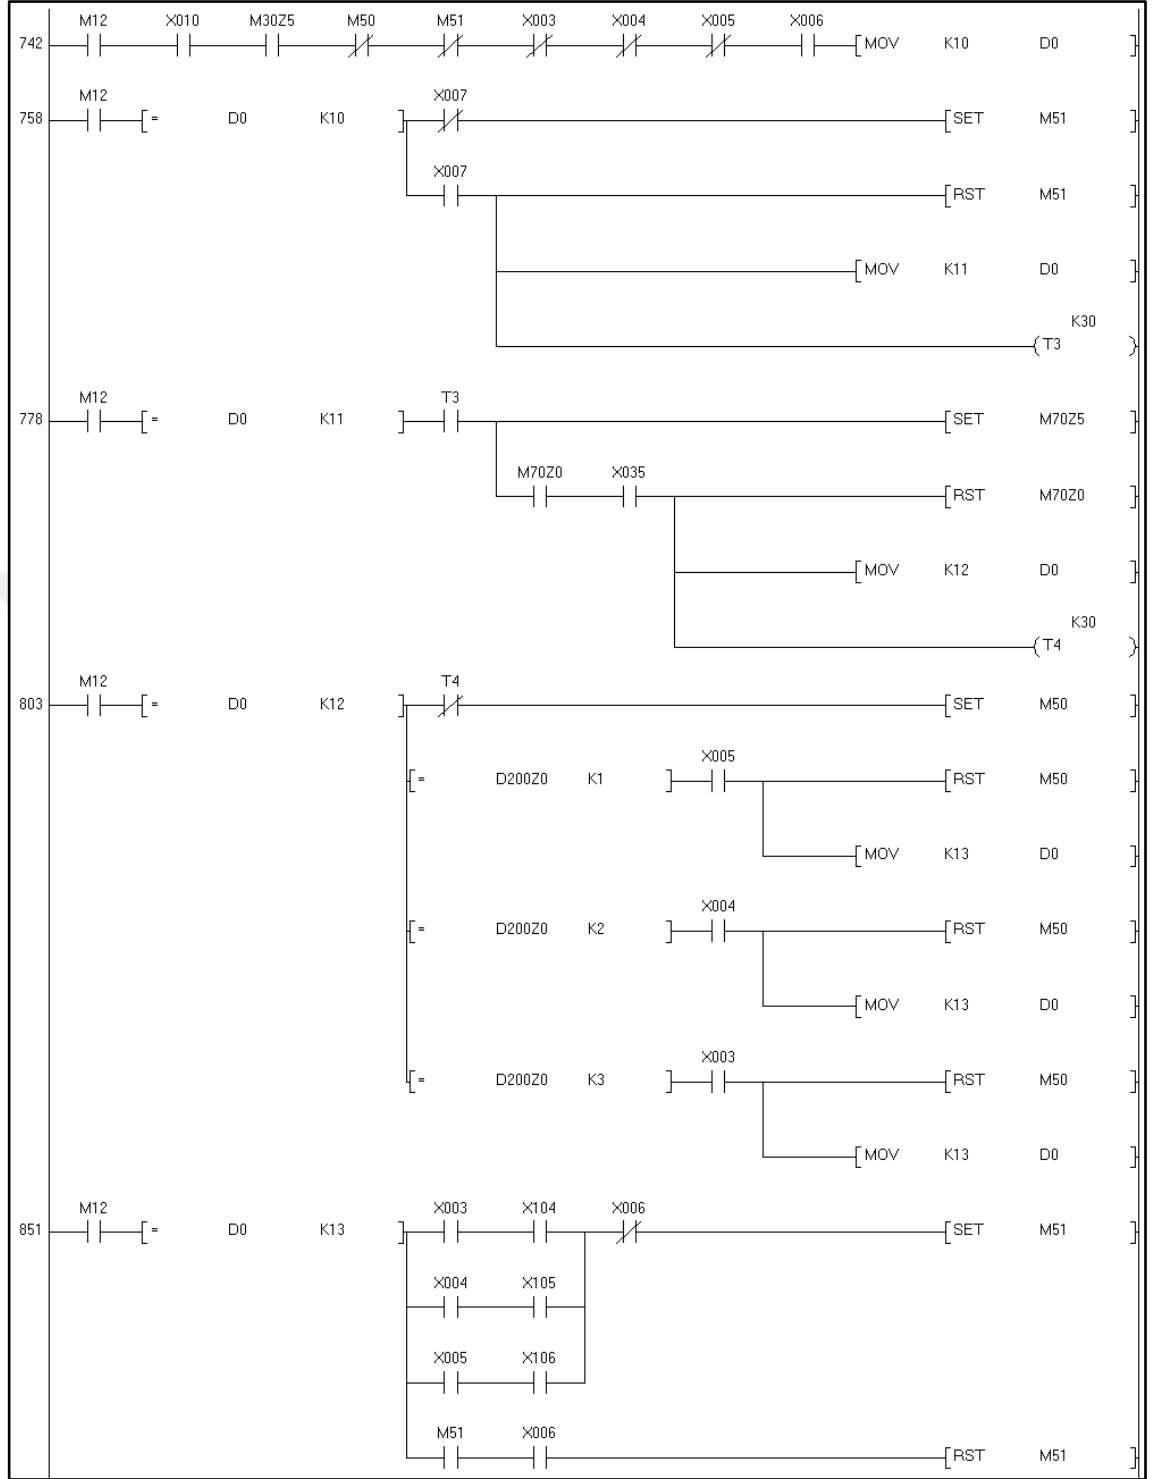 M12 X010 M30Z5 M50 M51 X003 X004 X005 X006
742 [MOV K10 D0 ]
M12 X007
758 [= D0 K10 ] [SET M51 ]
X007
[RST M51 ]
[MOV K11 D0 ]
K30
(T3 )
M12 T3
778 [= D0 K11 ] [SET M70Z5 ]
M70Z0 X035
[RST M70Z0 ]
[MOV K12 D0 ]
K30
(T4 )
M12 T4
803 [= D0 K12 ] [SET M50 ]
X005
[= D200Z0 K1 ] [RST M50 ]
[MOV K13 D0 ]
X004
[= D200Z0 K2 ] [RST M50 ]
[MOV K13 D0 ]
X003
[= D200Z0 K3 ] [RST M50 ]
[MOV K13 D0 ]
M12 X003 X104 X006
851 [= D0 K13 ] [SET M51 ]
X004 X105
X005 X106
M51 X006
[RST M51 ]